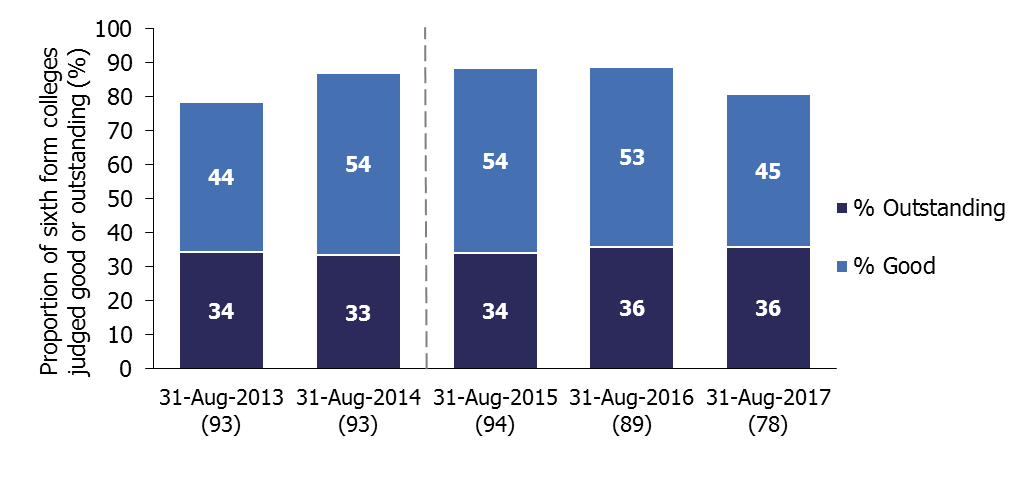 Proportion of sixth form colleges
judged good or outstanding (%)
100
90
80
70
60
50
40
30
20
10
0
44
54
54
53
45
34
33
34
36
36
31-Aug-2013
(93)
31-Aug-2014
(93)
31-Aug-2015
(94)
31-Aug-2016
(89)
31-Aug-2017
(78)
% Outstanding
% Good